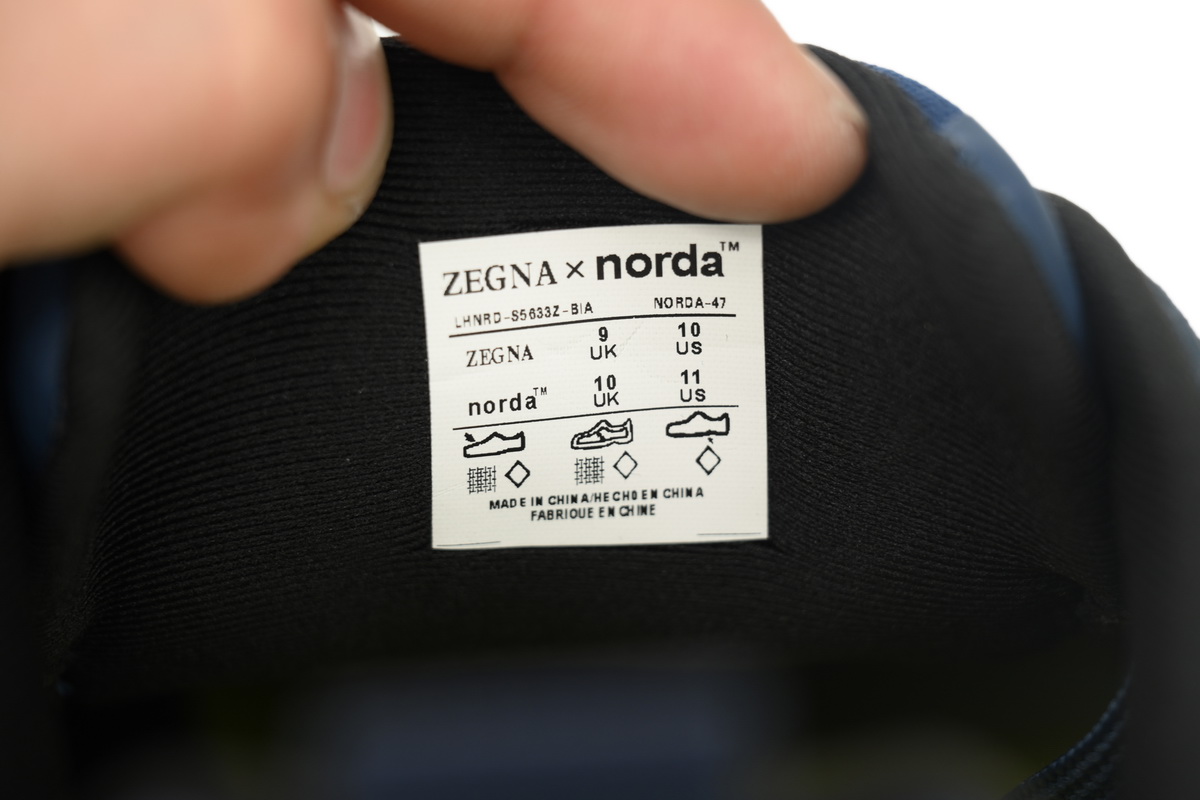 ZEGNA × norda™
LHNRD-S5633Z-BIA NORDA-47
ZEGNA 9 UK 10 US
norda™ 10 UK 11 US
MADE IN CHINA/HECHO EN CHINA
FABRIQUE EN CHINE